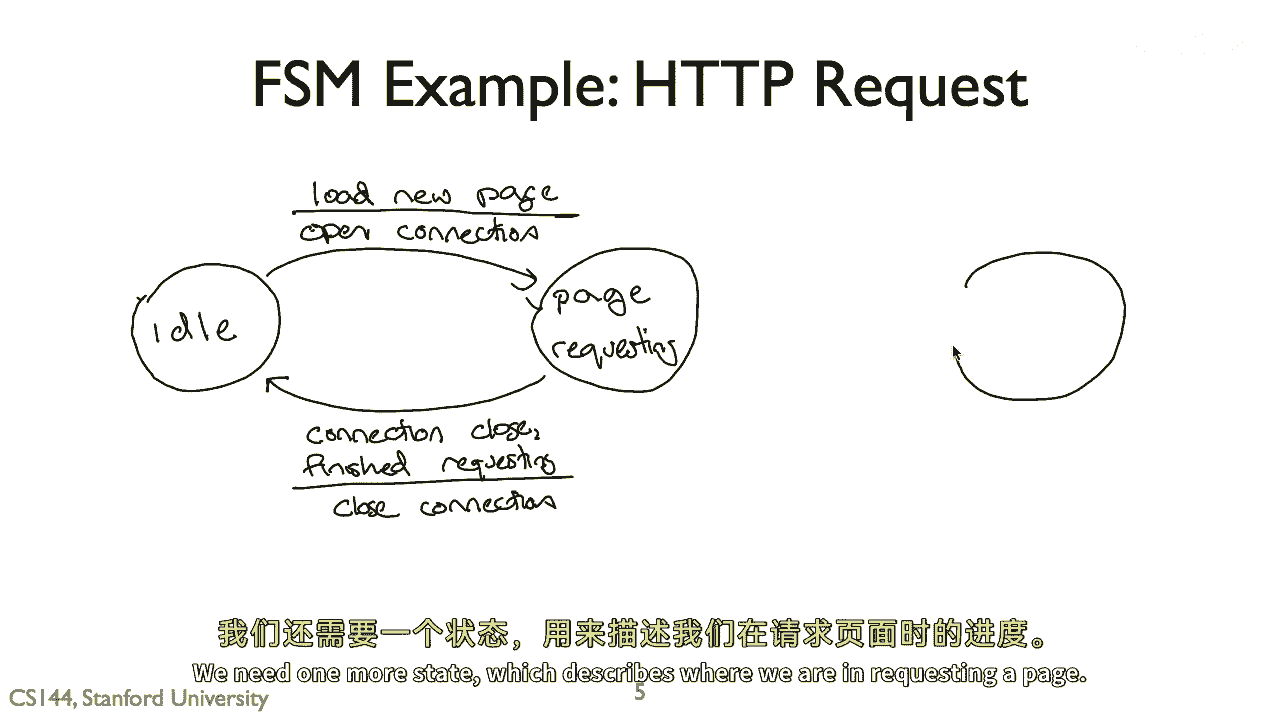 FSM Example: HTTP Request
load new page
open connection
idle
page
requesting
connection close,
finished requesting
close connection
我们还需要一个状态，用来描述我们在请求页面时的进度。
We need one more state, which describes where we are in requesting a page.
CS144, Stanford University
5